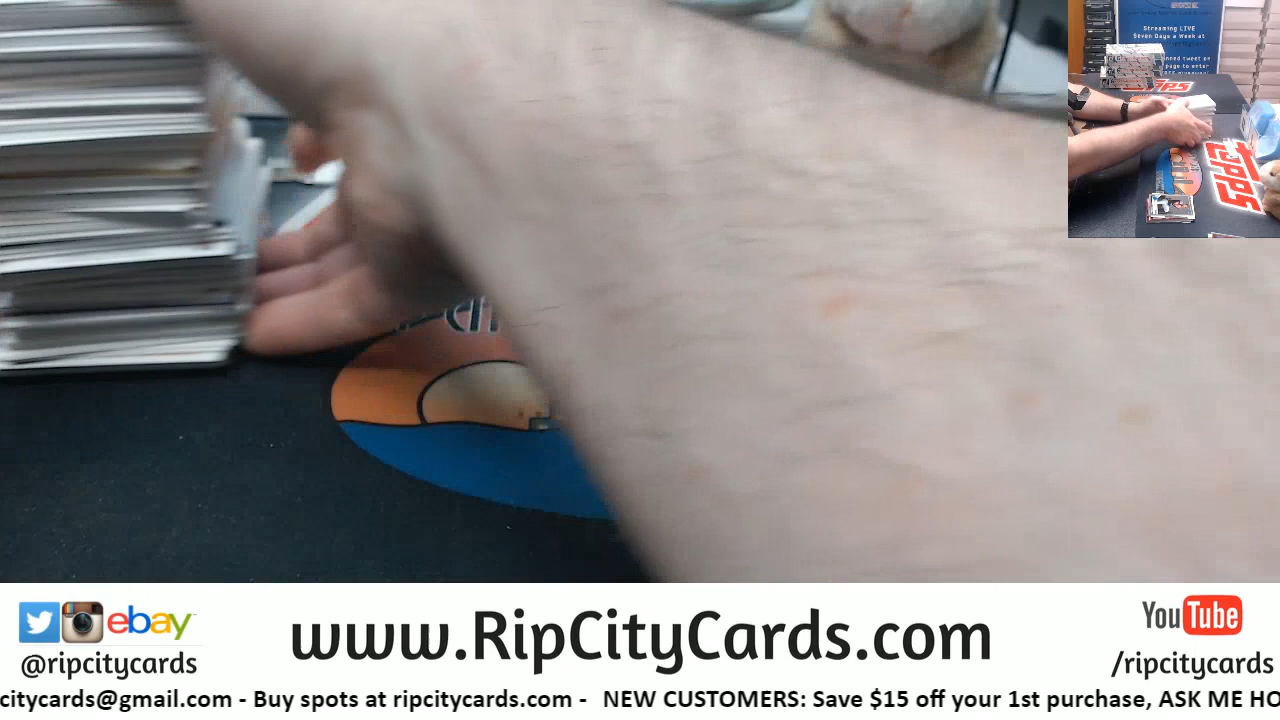 Streaming LIVE
Seven Days a Week at
Topps
ebay
@ripcitycards
www.RipCityCards.com
YouTube
/ripcitycards
citycards@gmail.com - Buy spots at ripcitycards.com - NEW CUSTOMERS: Save $15 off your 1st purchase, ASK ME HO